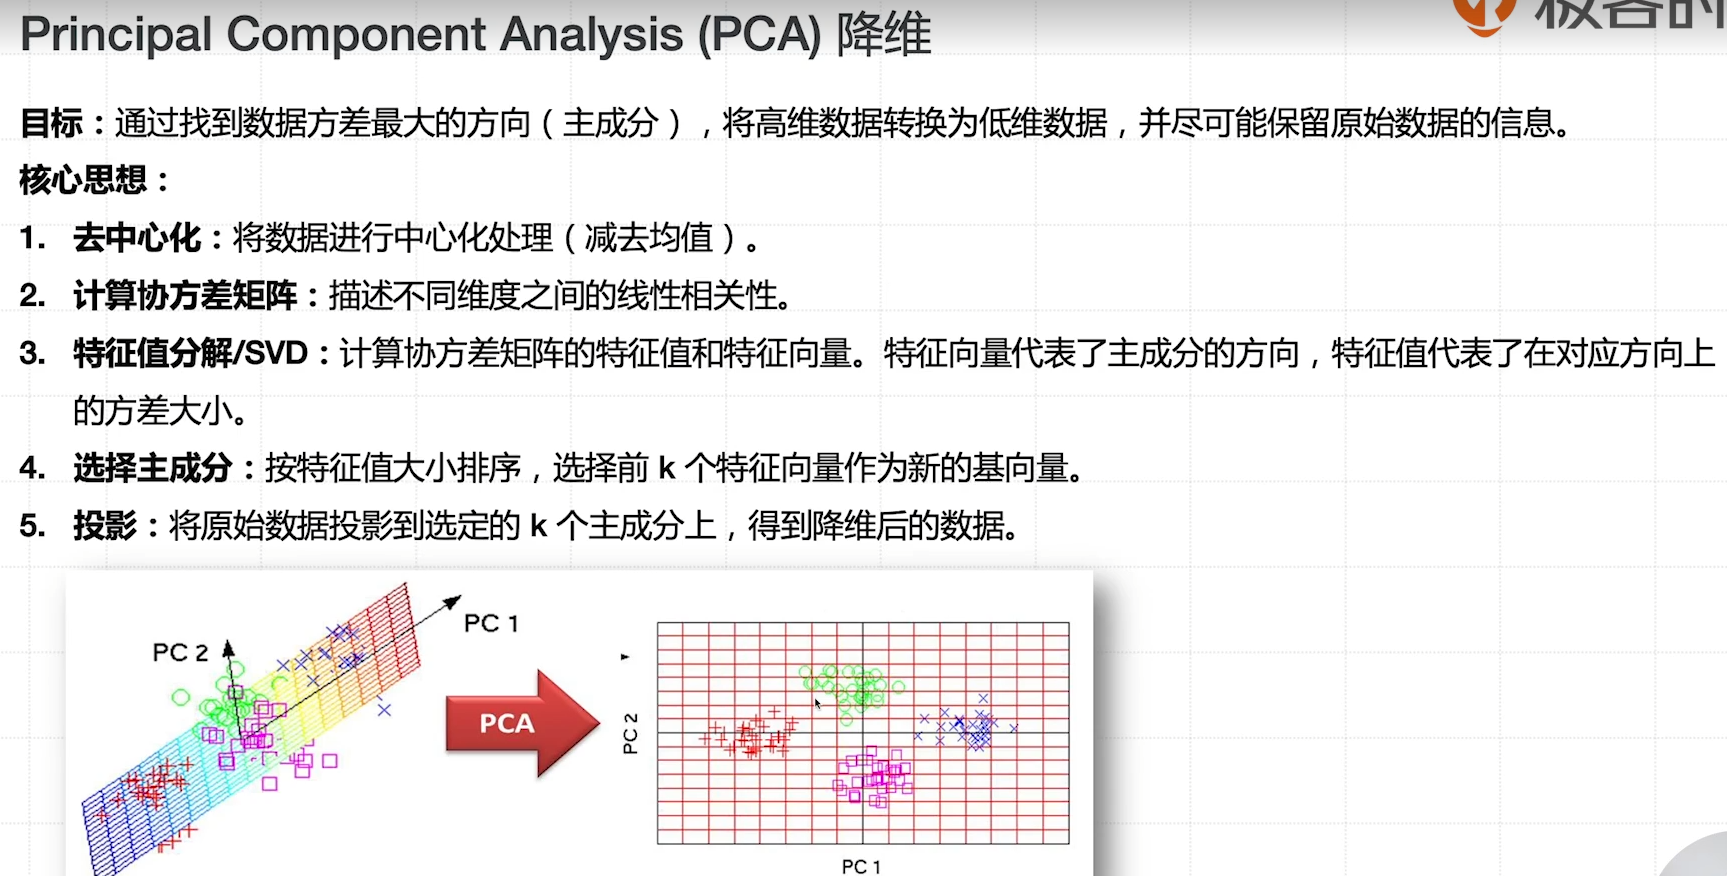 Principal Component Analysis (PCA) 降维
目标：通过找到数据方差最大的方向（主成分），将高维数据转换为低维数据，并尽可能保留原始数据的信息。
核心思想：
1. 去中心化：将数据进行中心化处理（减去均值）。
2. 计算协方差矩阵：描述不同维度之间的线性相关性。
3. 特征值分解/SVD：计算协方差矩阵的特征值和特征向量。特征向量代表了主成分的方向，特征值代表了在对应方向上
的方差大小。
4. 选择主成分：按特征值大小排序，选择前 k 个特征向量作为新的基向量。
5. 投影：将原始数据投影到选定的 k 个主成分上，得到降维后的数据。
PC 1
PC 2
PCA
PC 2
PC 1